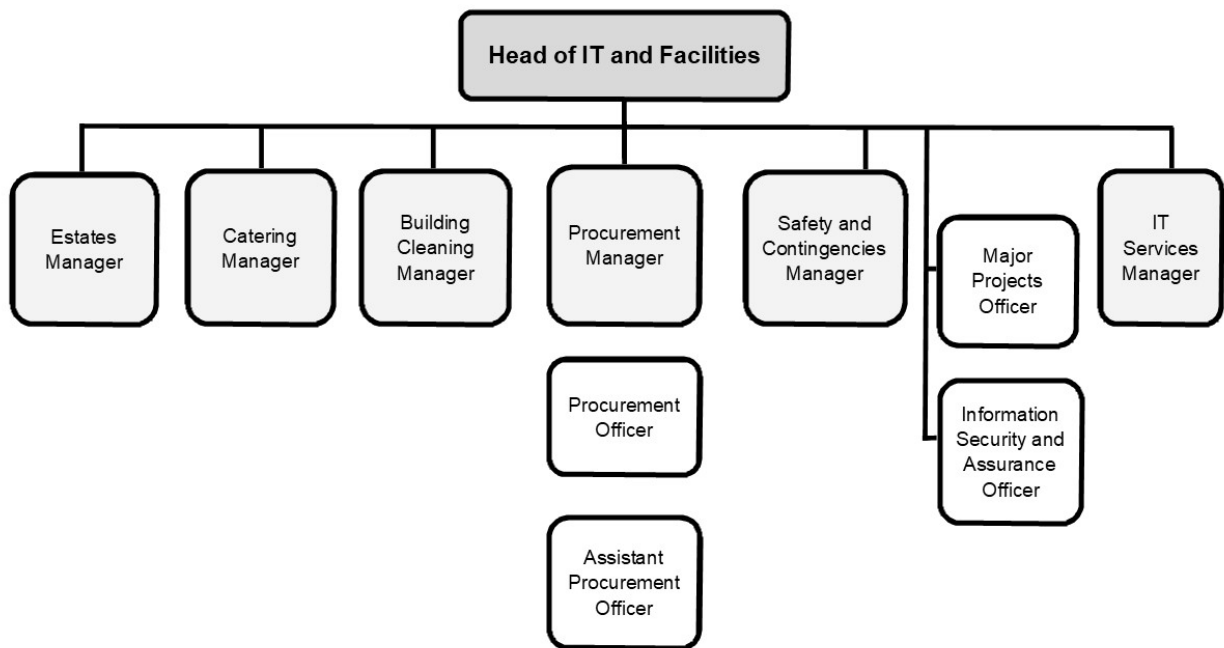 Head of IT and Facilities
Estates
Manager
Catering
Manager
Building
Cleaning
Manager
Procurement
Manager
Safety and
Contingencies
Manager
Major
Projects
Officer
IT
Services
Manager
Procurement
Officer
Information
Security and
Assurance
Officer
Assistant
Procurement
Officer